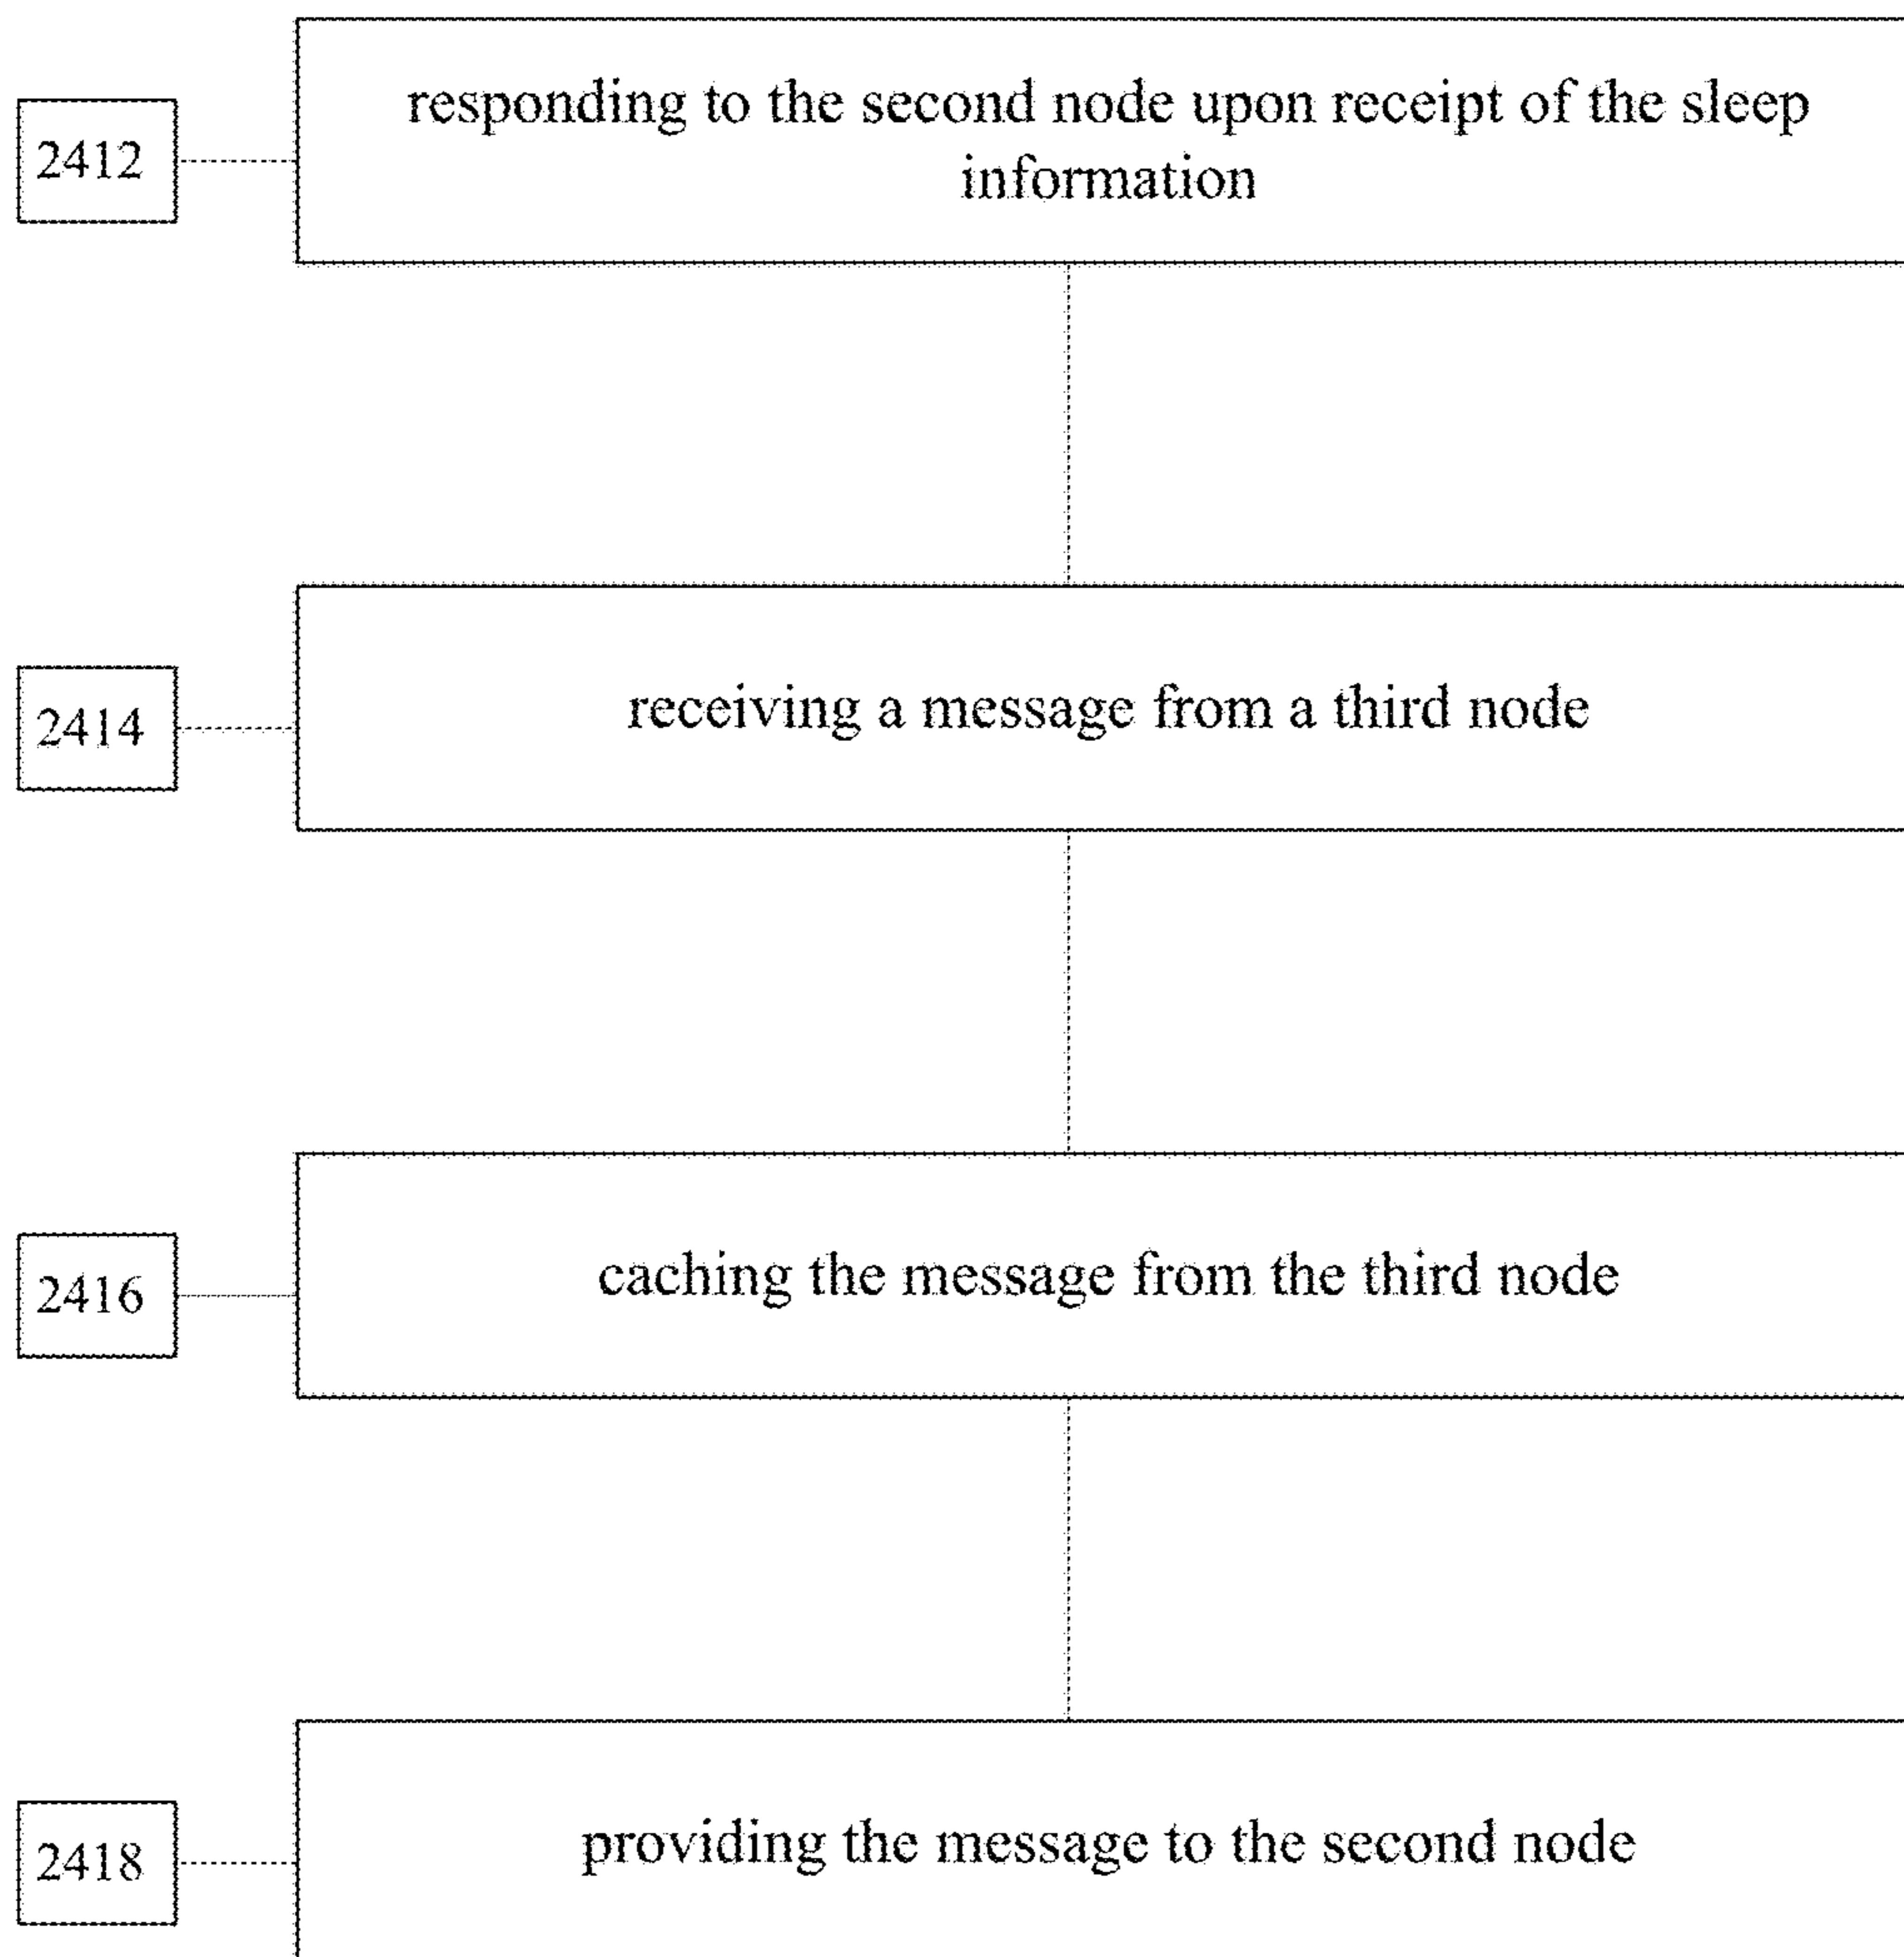 responding to the second node upon receipt of the sleep
information
2412
receiving a message from a third node
2414
caching the message from the third node
2416
providing the message to the second node
2418